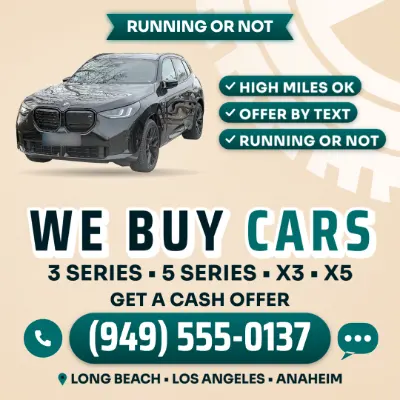 RUNNING OR NOT
HIGH MILES OK
OFFER BY TEXT
RUNNING OR NOT
WE BUY CARS
3 SERIES ▪ 5 SERIES ▪ X3 ▪ X5
GET A CASH OFFER
(949) 555-0137
LONG BEACH ▪ LOS ANGELES ▪ ANAHEIM